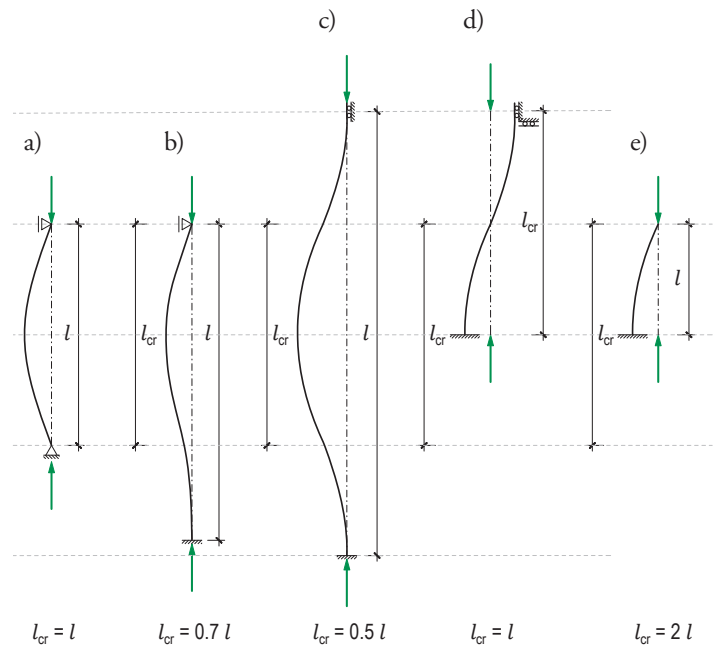 c)
d)
a)
b)
e)
l
l_cr
l
l_cr
l
l_cr
l_cr
l_cr
l
l_cr = l
l_cr = 0.7 l
l_cr = 0.5 l
l_cr = l
l_cr = 2 l